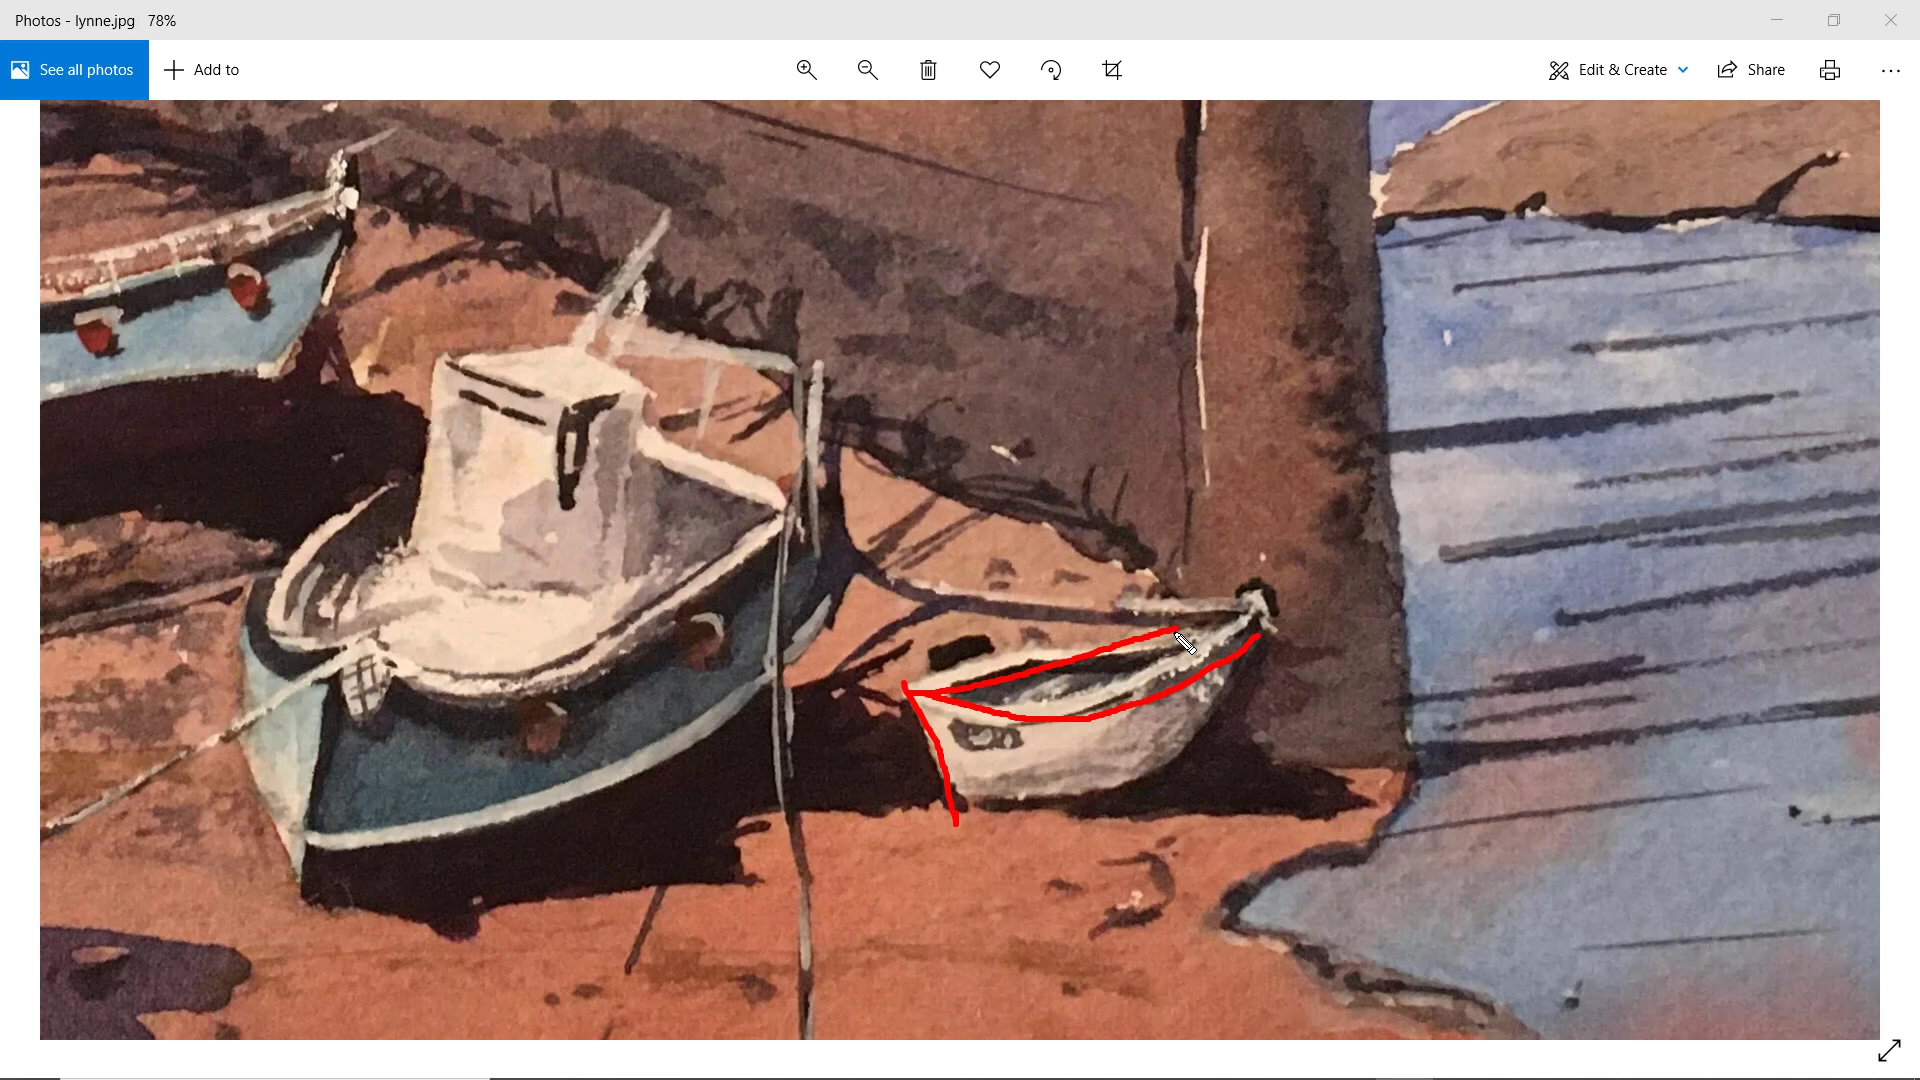 Photos - lynne.jpg 78%
See all photos
Add to
Edit & Create
Share